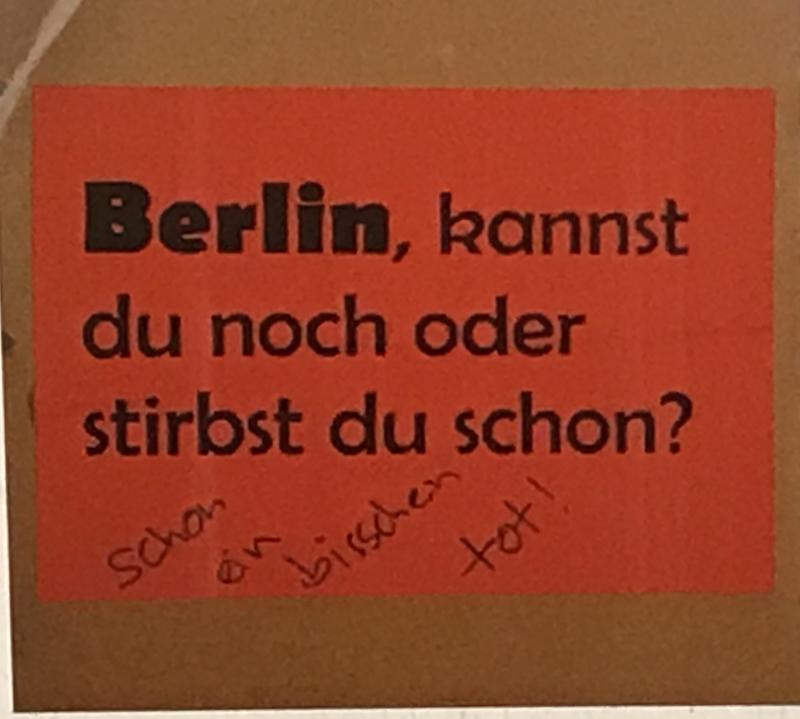 Berlin, kannst
du noch oder
stirbst du schon?
schon ein bisschen tot!